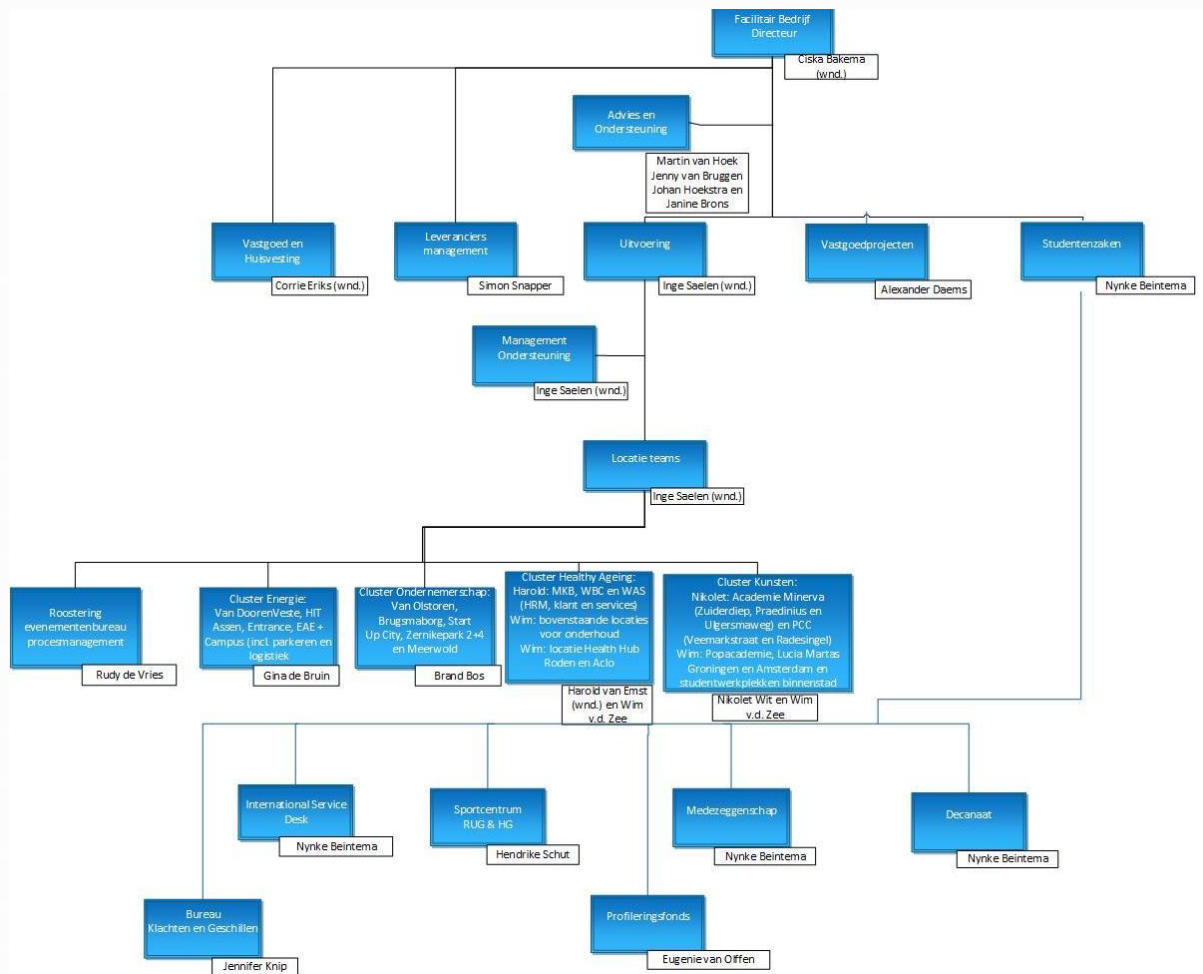 Facilitair Bedrijf
Directeur
Ciska Bakema
(wnd.)
Advies en
Ondersteuning
Martin van Hoek
Jenny van Bruggen
Johan Hoekstra en
Janine Brons
Vastgoed en
Huisvesting
Corrie Eriks (wnd.)
Leveranciers
management
Simon Snapper
Uitvoering
Inge Saelen (wnd.)
Vastgoedprojecten
Alexander Daems
Studentenzaken
Nynke Beintema
Management
Ondersteuning
Inge Saelen (wnd.)
Locatie teams
Inge Saelen (wnd.)
Roostering
evenementenbureau
procesmanagement
Rudy de Vries
Cluster Energie:
Van DoorenVeste, HIT
Assen, Entrance, EAE +
Campus (incl. parkeren en
logistiek
Gina de Bruin
Cluster Ondernemerschap:
Van Olstoren,
Brugsmaborg, Start
Up City, Zernikepark 2+4
en Meerwold
Brand Bos
Cluster Healthy Ageing:
Harold: MKB, WBC en WAS
(HRM, klant en services)
Wim: bovenstaande locaties
voor onderhoud
Wim: locatie Health Hub
Roden en Aclo
Harold van Emst
(wnd.) en Wim
v.d. Zee
Cluster Kunsten:
Nikolet: Academie Minerva
(Zuiderdiep, Praedinius en
Ulgersmaweg) en PCC
(Veemarkstraat en Radesingel)
Wim: Popacademie, Lucia Martas
Groningen en Amsterdam en
studentwerkplekken binnenstad
Nikolet Wit en Wim
v.d. Zee
International Service
Desk
Nynke Beintema
Sportcentrum
RUG & HG
Hendrike Schut
Medezeggenschap
Nynke Beintema
Decanaat
Nynke Beintema
Bureau
Klachten en Geschillen
Jennifer Knip
Profileringsfonds
Eugenie van Olffen